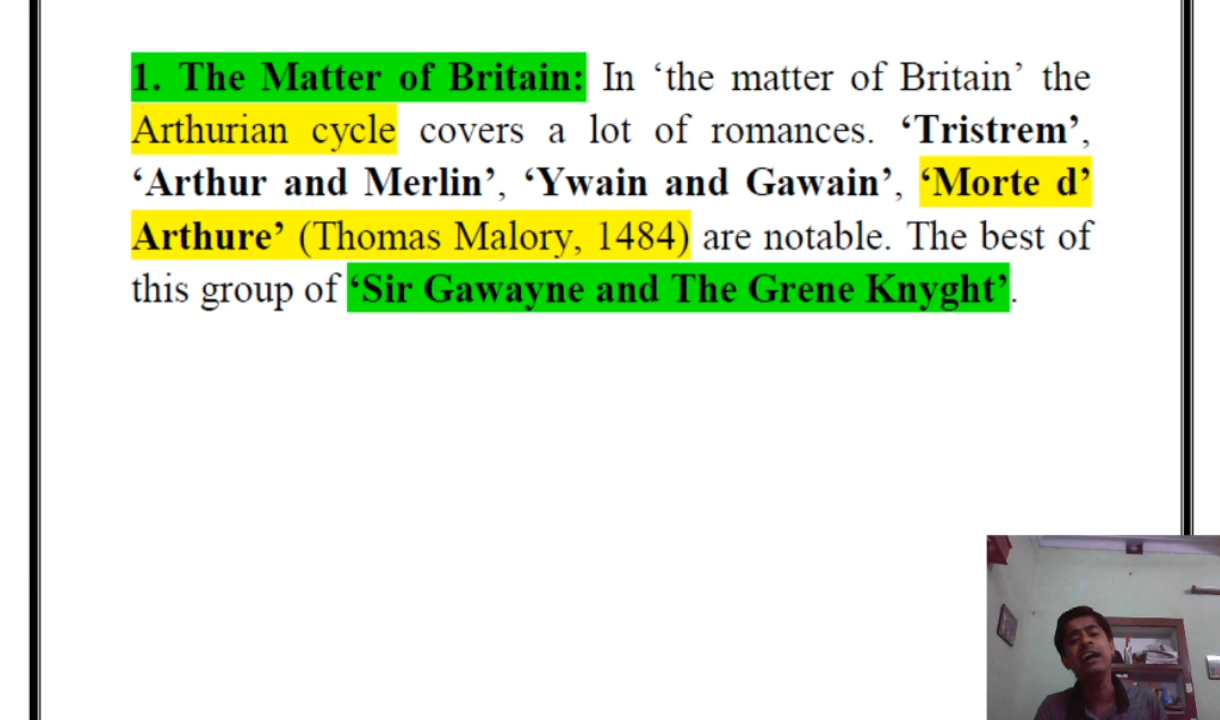 1. The Matter of Britain: In ‘the matter of Britain’ the
Arthurian cycle covers a lot of romances. ‘Tristrem’,
‘Arthur and Merlin’, ‘Ywain and Gawain’, ‘Morte d’
Arthure’ (Thomas Malory, 1484) are notable. The best of
this group of ‘Sir Gawayne and The Grene Knyght’.